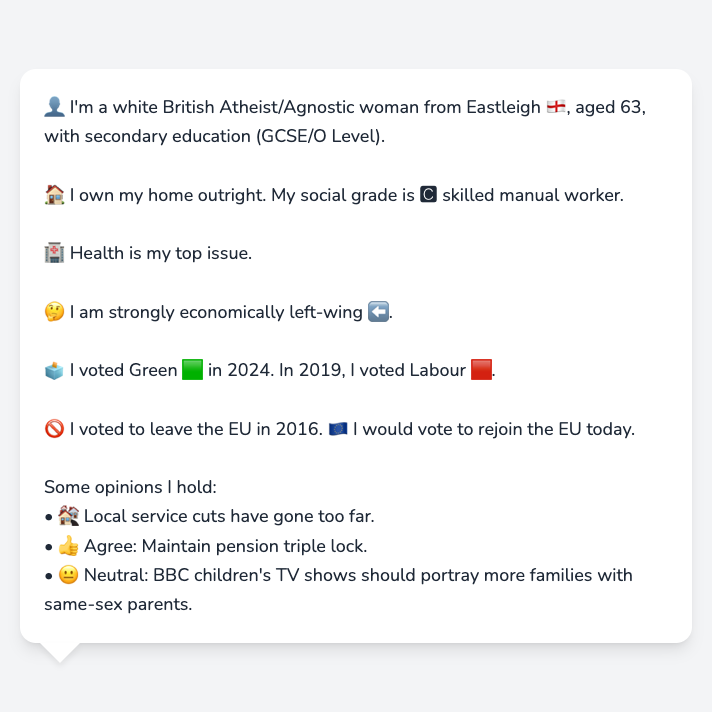 👤 I'm a white British Atheist/Agnostic woman from Eastleigh 🏴󠁧󠁢󠁥󠁮󠁧󠁿, aged 63,
with secondary education (GCSE/O Level).
🏠 I own my home outright. My social grade is 🅲 skilled manual worker.
🏥 Health is my top issue.
🤔 I am strongly economically left-wing ⬅️.
🗳️ I voted Green 🟩 in 2024. In 2019, I voted Labour 🟥.
🚫 I voted to leave the EU in 2016. 🇪🇺 I would vote to rejoin the EU today.
Some opinions I hold:
• 🏚️ Local service cuts have gone too far.
• 👍 Agree: Maintain pension triple lock.
• 😐 Neutral: BBC children's TV shows should portray more families with
same-sex parents.